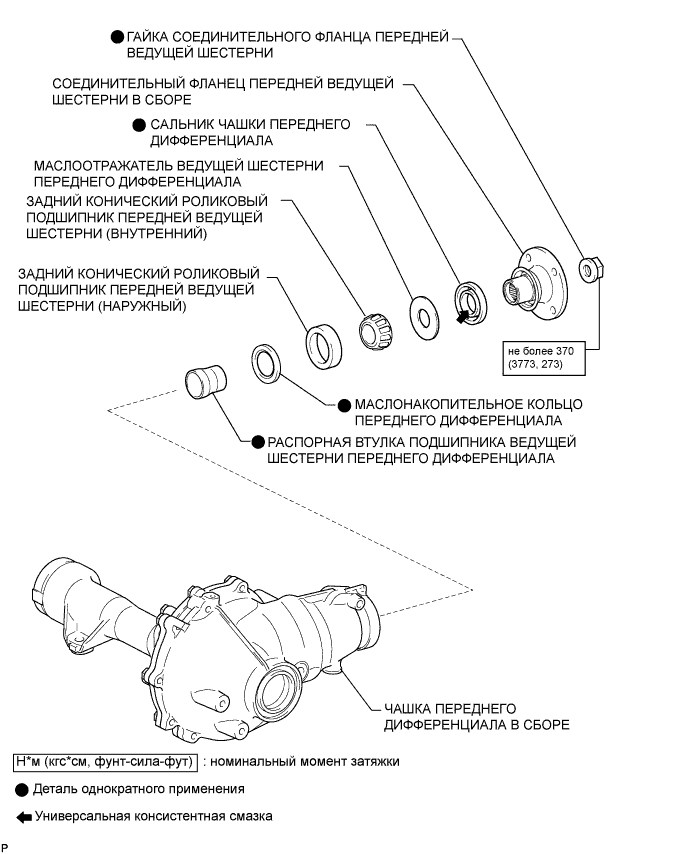 ГАЙКА СОЕДИНИТЕЛЬНОГО ФЛАНЦА ПЕРЕДНЕЙ
ВЕДУЩЕЙ ШЕСТЕРНИ
СОЕДИНИТЕЛЬНЫЙ ФЛАНЕЦ ПЕРЕДНЕЙ ВЕДУЩЕЙ
ШЕСТЕРНИ В СБОРЕ
САЛЬНИК ЧАШКИ ПЕРЕДНЕГО
ДИФФЕРЕНЦИАЛА
МАСЛООТРАЖАТЕЛЬ ВЕДУЩЕЙ ШЕСТЕРНИ
ПЕРЕДНЕГО ДИФФЕРЕНЦИАЛА
ЗАДНИЙ КОНИЧЕСКИЙ РОЛИКОВЫЙ
ПОДШИПНИК ПЕРЕДНЕЙ ВЕДУЩЕЙ
ШЕСТЕРНИ (ВНУТРЕННИЙ)
ЗАДНИЙ КОНИЧЕСКИЙ РОЛИКОВЫЙ
ПОДШИПНИК ПЕРЕДНЕЙ ВЕДУЩЕЙ
ШЕСТЕРНИ (НАРУЖНЫЙ)
не более 370
(3773, 273)
МАСЛОНАКОПИТЕЛЬНОЕ КОЛЬЦО
ПЕРЕДНЕГО ДИФФЕРЕНЦИАЛА
РАСПОРНАЯ ВТУЛКА ПОДШИПНИКА ВЕДУЩЕЙ
ШЕСТЕРНИ ПЕРЕДНЕГО ДИФФЕРЕНЦИАЛА
ЧАШКА ПЕРЕДНЕГО
ДИФФЕРЕНЦИАЛА В СБОРЕ
Н*м (кгс*см, фунт-сила-фут) : номинальный момент затяжки
Деталь однократного применения
Универсальная консистентная смазка
P